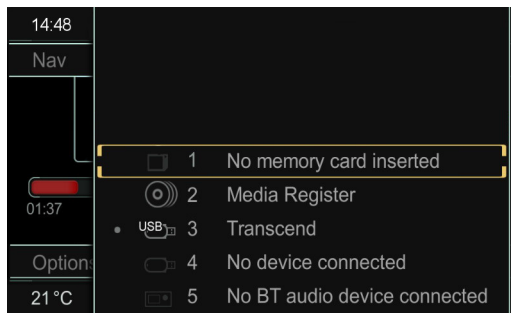 14:48
Nav
1 No memory card inserted
2 Media Register
01:37
USB 3 Transcend
Options
4 No device connected
21°C
5 No BT audio device connected